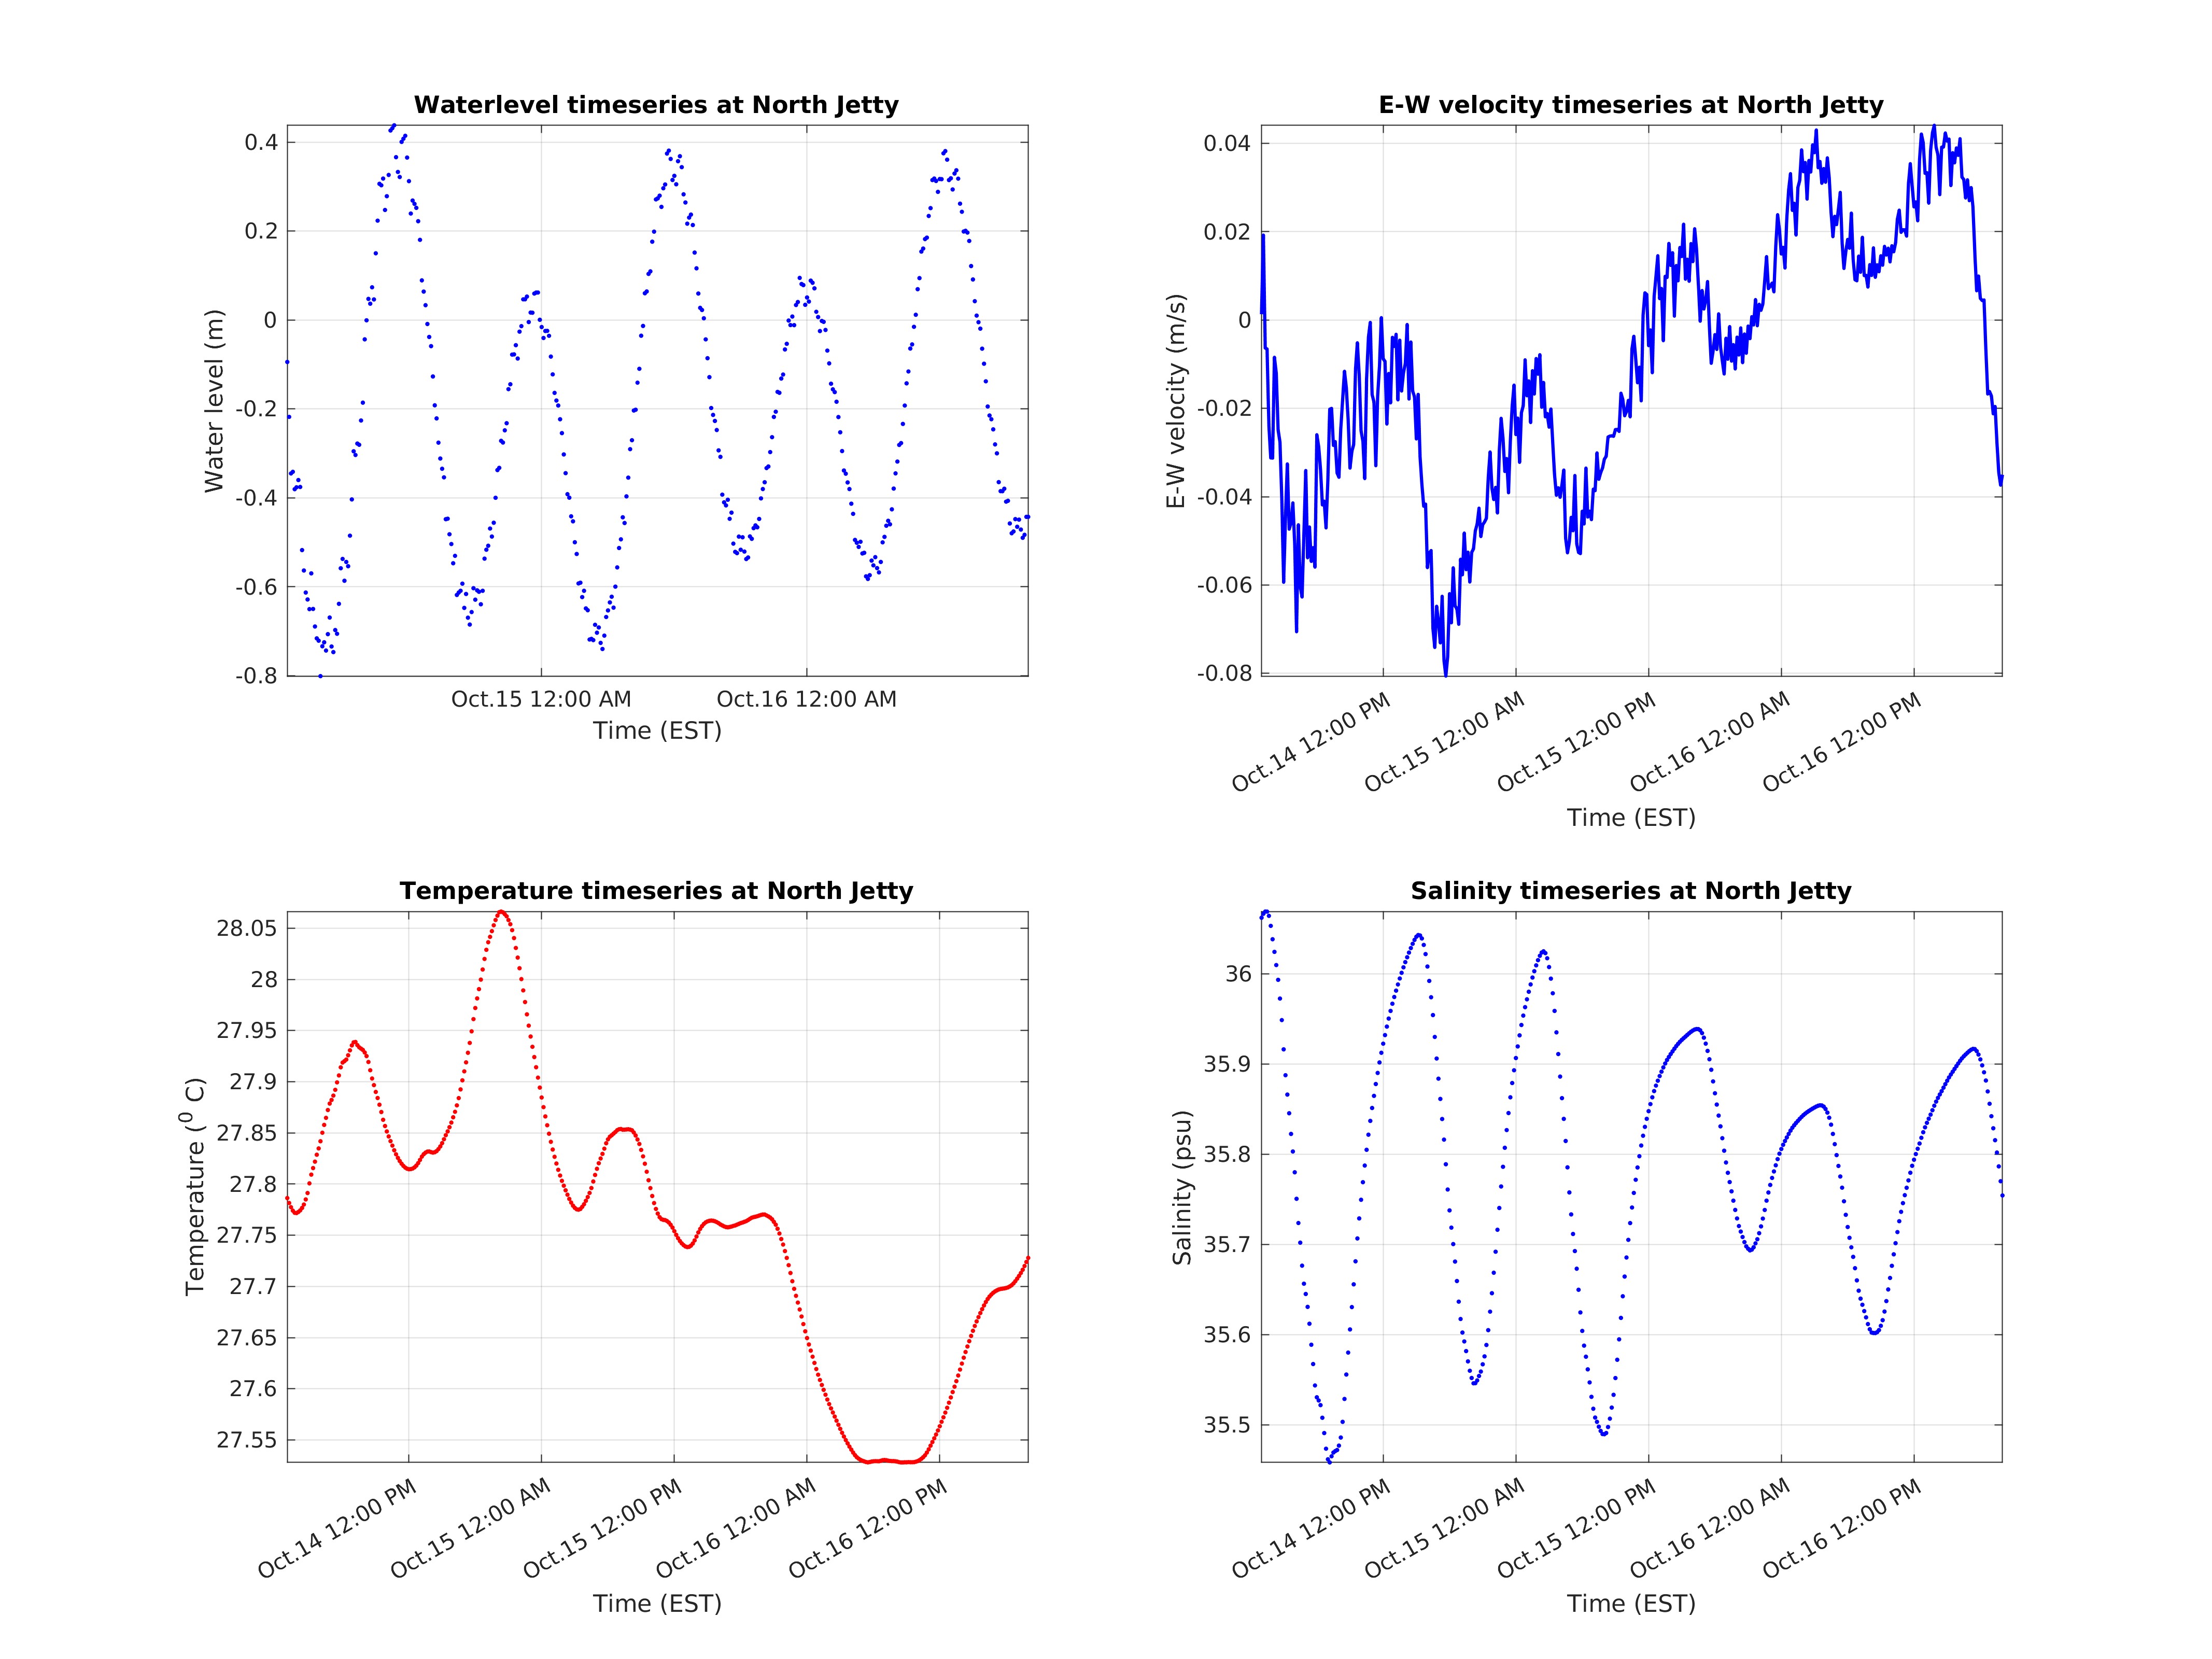 Waterlevel timeseries at North Jetty
0.4
0.2
0
-0.2
-0.4
-0.6
-0.8
Water level (m)
Oct.15 12:00 AM
Oct.16 12:00 AM
Time (EST)
E-W velocity timeseries at North Jetty
0.04
0.02
0
-0.02
-0.04
-0.06
-0.08
E-W velocity (m/s)
Oct.14 12:00 PM
Oct.15 12:00 AM
Oct.15 12:00 PM
Oct.16 12:00 AM
Oct.16 12:00 PM
Time (EST)
Temperature timeseries at North Jetty
28.05
28
27.95
27.9
27.85
27.8
27.75
27.7
27.65
27.6
27.55
Temperature (⁰ C)
Oct.14 12:00 PM
Oct.15 12:00 AM
Oct.15 12:00 PM
Oct.16 12:00 AM
Oct.16 12:00 PM
Time (EST)
Salinity timeseries at North Jetty
36
35.9
35.8
35.7
35.6
35.5
Salinity (psu)
Oct.14 12:00 PM
Oct.15 12:00 AM
Oct.15 12:00 PM
Oct.16 12:00 AM
Oct.16 12:00 PM
Time (EST)